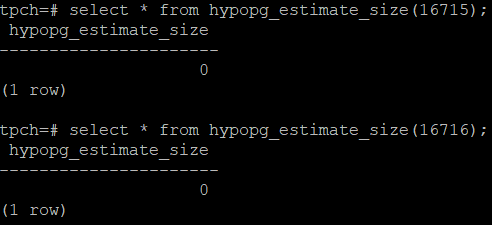 tpch=# select * from hypopg_estimate_size(16715);
 hypopg_estimate_size
----------------------
                    0
(1 row)

tpch=# select * from hypopg_estimate_size(16716);
 hypopg_estimate_size
----------------------
                    0
(1 row)